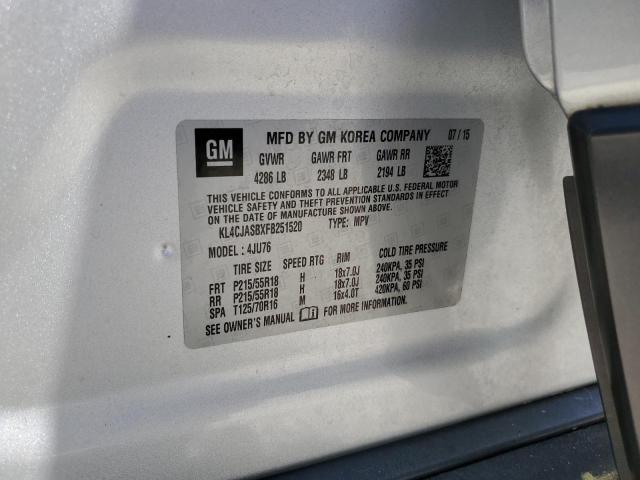 GM
MFD BY GM KOREA COMPANY 07/15
GVWR GAWR FRT GAWR RR
4286 LB 2348 LB 2194 LB
THIS VEHICLE CONFORMS TO ALL APPLICABLE U.S. FEDERAL MOTOR
VEHICLE SAFETY AND THEFT PREVENTION STANDARDS IN EFFECT ON
THE DATE OF MANUFACTURE SHOWN ABOVE.
KL4CJASBXFB251520 TYPE: MPV
MODEL: 4JU76
TIRE SIZE SPEED RTG RIM COLD TIRE PRESSURE
FRT P215/55R18 H 18x7.0J 240KPA, 35 PSI
RR P215/55R18 H 18x7.0J 240KPA, 35 PSI
SPA T125/70R16 M 16x4.0T 420KPA, 60 PSI
SEE OWNER'S MANUAL FOR MORE INFORMATION.